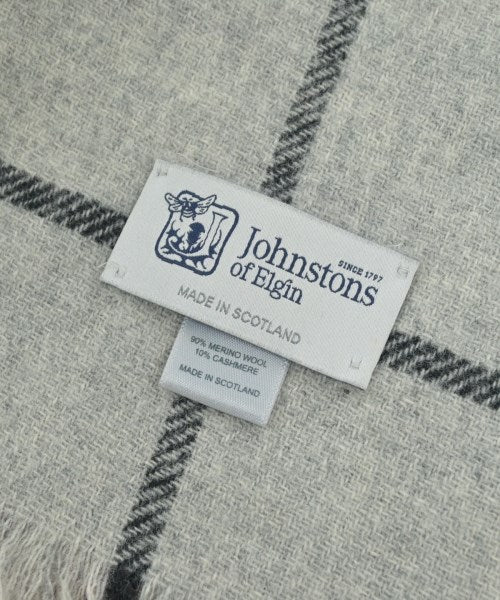 SINCE 1797
Johnstons
of Elgin
MADE IN SCOTLAND
90% MERINO WOOL
10% CASHMERE
MADE IN SCOTLAND